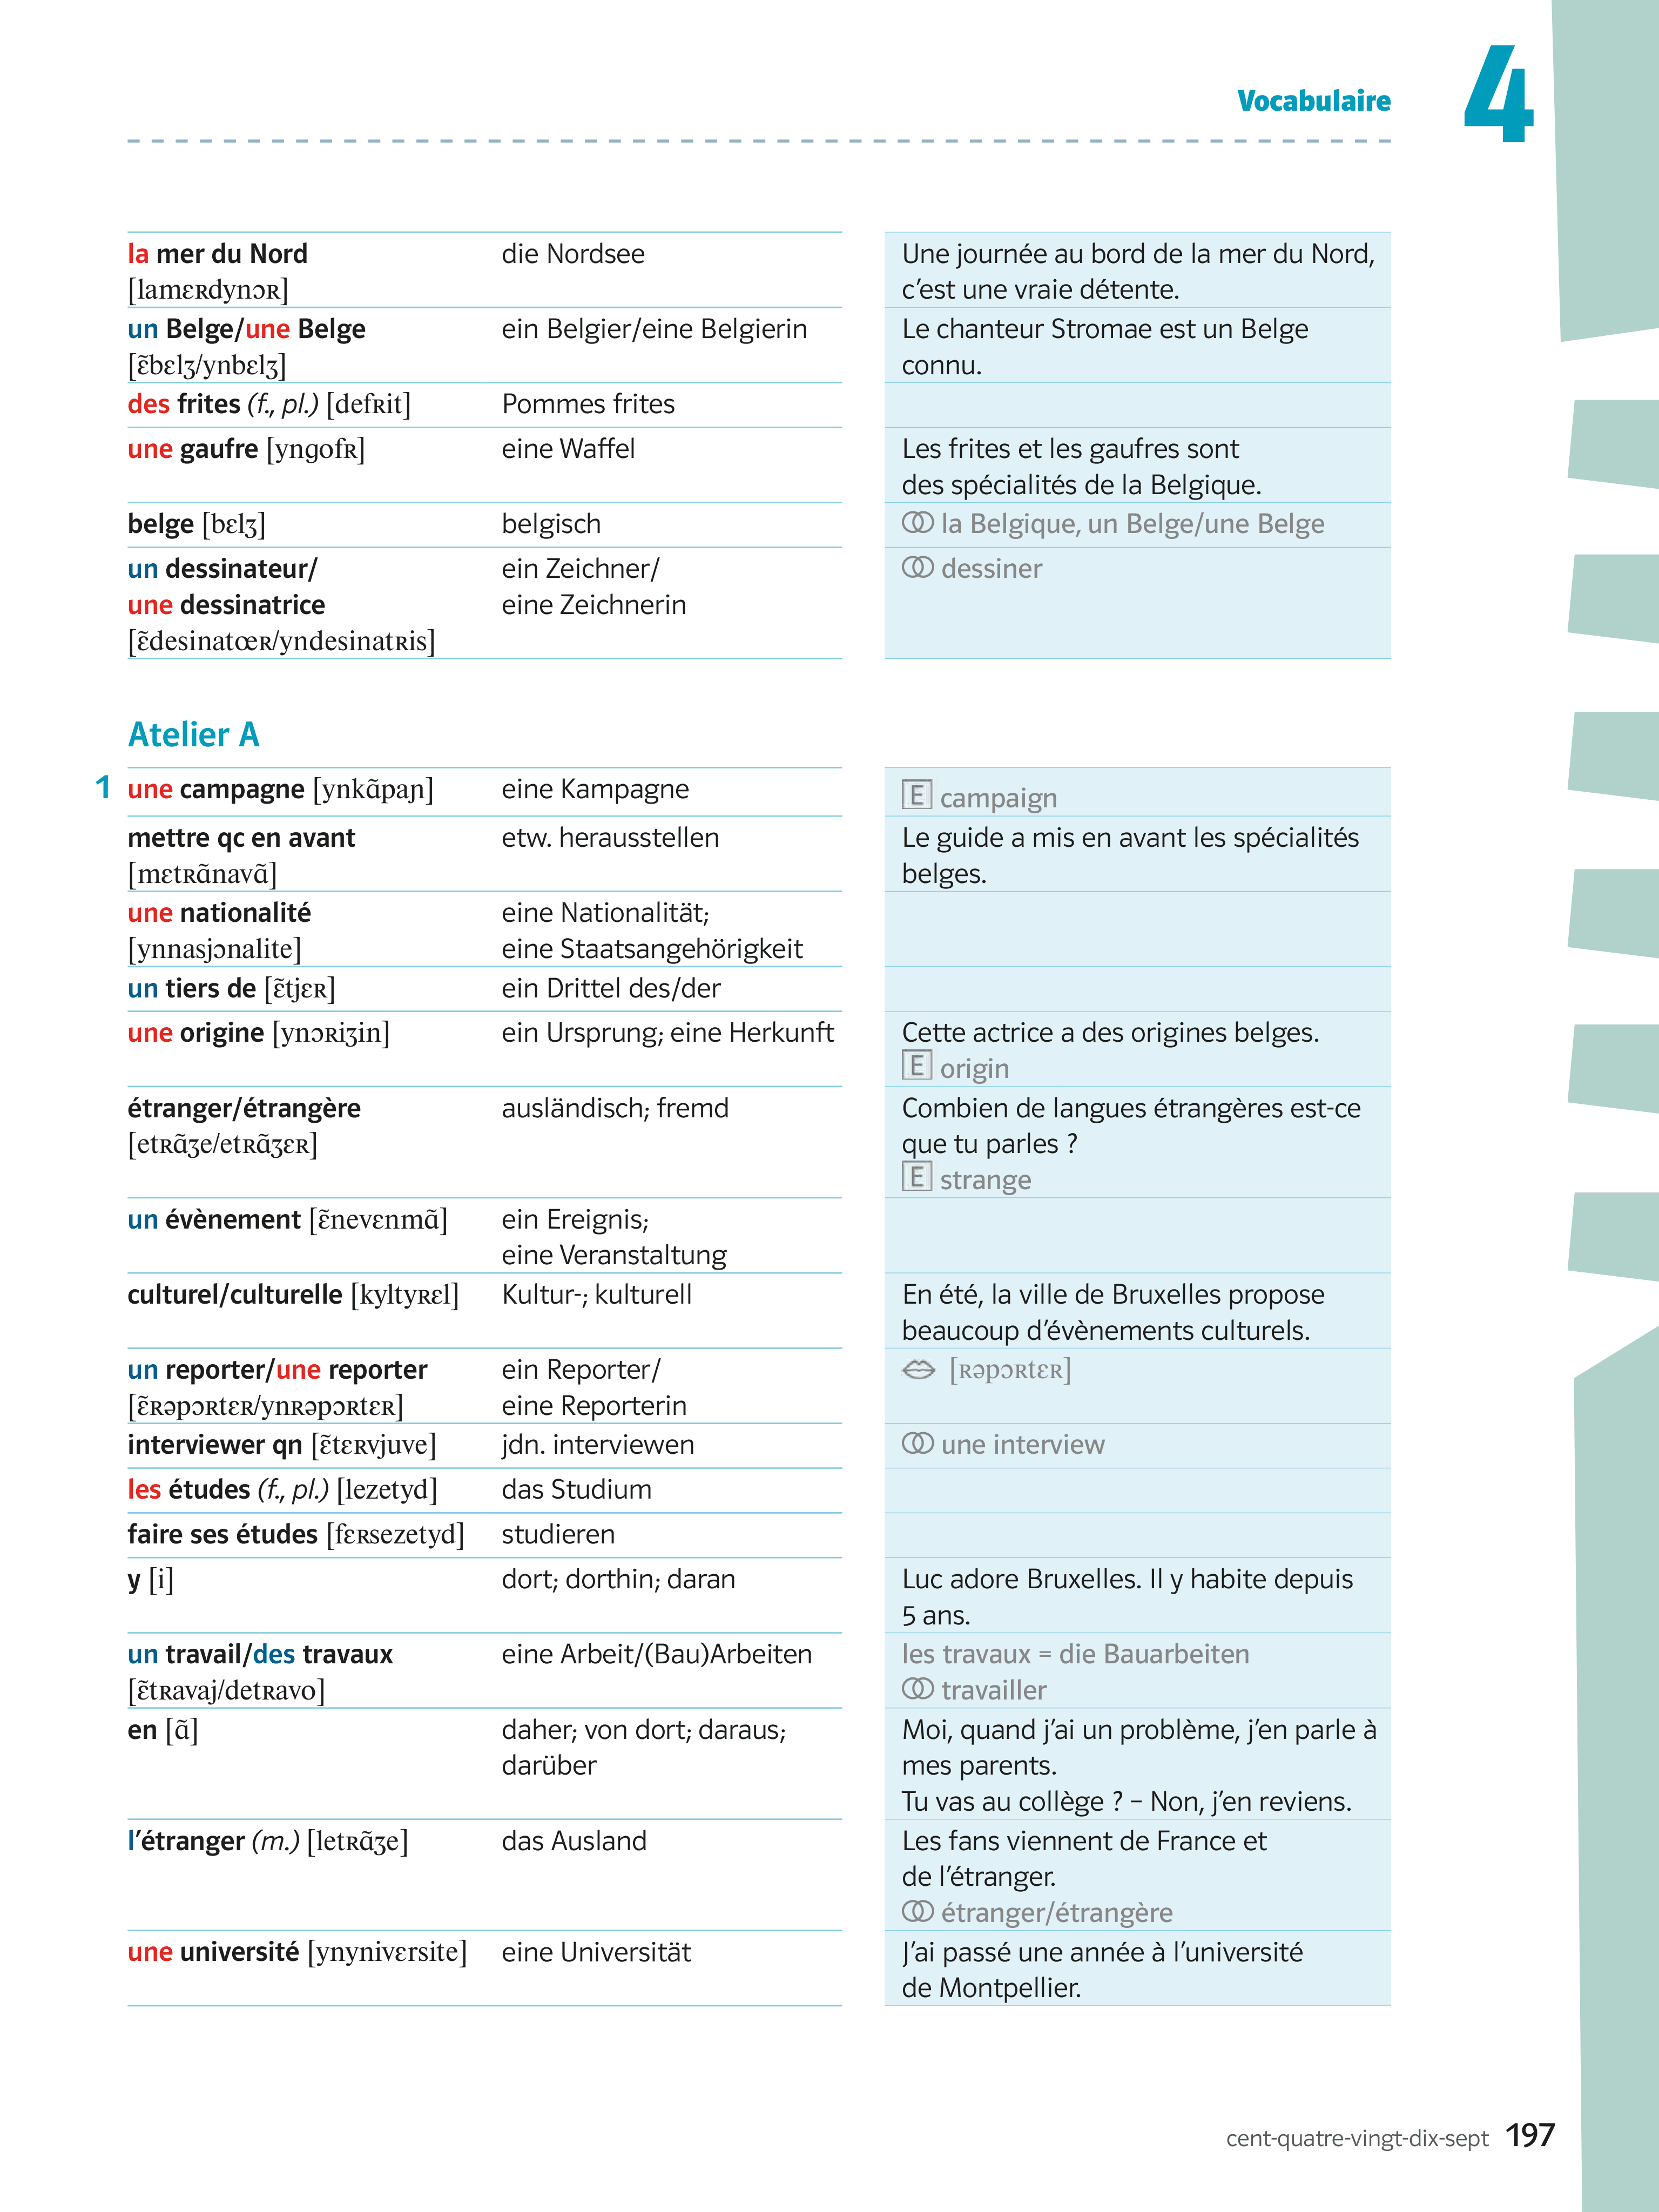 Vocabulaire 4
la mer du Nord die Nordsee Une journée au bord de la mer du Nord,
[lamɛʀdynɔʀ] c’est une vraie détente.
un Belge/une Belge ein Belgier/eine Belgierin Le chanteur Stromae est un Belge
[ɛ̃bɛlʒ/ynbɛlʒ] connu.
des frites (f., pl.) [defʀit] Pommes frites
une gaufre [yngofʀ] eine Waffel Les frites et les gaufres sont
des spécialités de la Belgique.
belge [bɛlʒ] belgisch la Belgique, un Belge/une Belge
un dessinateur/ ein Zeichner/ dessiner
une dessinatrice eine Zeichnerin
[ɛ̃desinatœʀ/yndesinatʀis]
Atelier A
1 une campagne [ynkɑ̃paɲ] eine Kampagne E campaign
mettre qc en avant etw. herausstellen Le guide a mis en avant les spécialités
[mɛtʀɑ̃navɑ̃] belges.
une nationalité eine Nationalität;
[ynnasjɔnalite] eine Staatsangehörigkeit
un tiers de [ɛ̃tjɛʀ] ein Drittel des/der
une origine [ynɔʀiʒin] ein Ursprung; eine Herkunft Cette actrice a des origines belges.
E origin
étranger/étrangère ausländisch; fremd Combien de langues étrangères est-ce
[etʀɑ̃ʒe/etʀɑ̃ʒɛʀ] que tu parles ?
E strange
un évènement [ɛ̃nevɛnmɑ̃] ein Ereignis;
eine Veranstaltung
culturel/culturelle [kyltyʀɛl] Kultur-; kulturell En été, la ville de Bruxelles propose
beaucoup d’évènements culturels.
un reporter/une reporter ein Reporter/ [ʀəpɔʀtɛʀ]
[ɛ̃ʀəpɔʀtɛʀ/ynʀəpɔʀtɛʀ] eine Reporterin
interviewer qn [ɛ̃tɛʀvjuve] jdn. interviewen une interview
les études (f., pl.) [lezetyd] das Studium
faire ses études [fɛʀsezetyd] studieren
y [i] dort; dorthin; daran Luc adore Bruxelles. Il y habite depuis
5 ans.
un travail/des travaux eine Arbeit/(Bau)Arbeiten les travaux = die Bauarbeiten
[ɛ̃tʀavaj/detʀavo] travailler
en [ɑ̃] daher; von dort; daraus; Moi, quand j’ai un problème, j’en parle à
darüber mes parents.
Tu vas au collège ? – Non, j’en reviens.
l’étranger (m.) [letʀɑ̃ʒe] das Ausland Les fans viennent de France et
de l’étranger.
étranger/étrangère
une université [ynynivɛrsite] eine Universität J’ai passé une année à l’université
de Montpellier.
cent-quatre-vingt-dix-sept 197